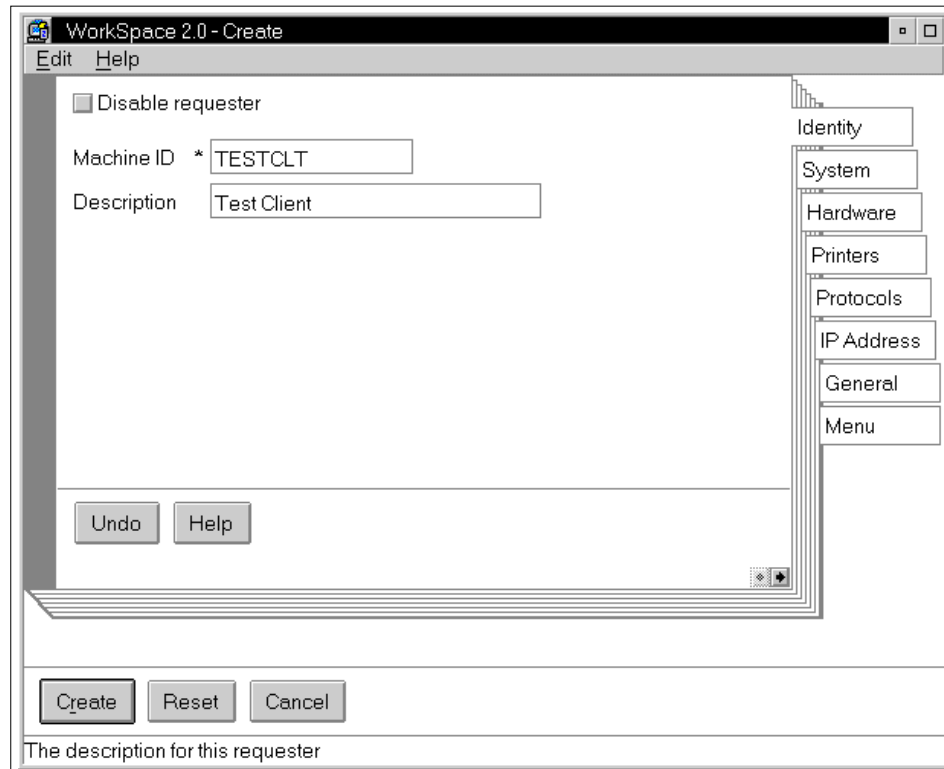 WorkSpace 2.0 - Create
Edit Help
Disable requester
Machine ID * TESTCLT
Description Test Client
Identity
System
Hardware
Printers
Protocols
IP Address
General
Menu
Undo Help
Create Reset Cancel
The description for this requester